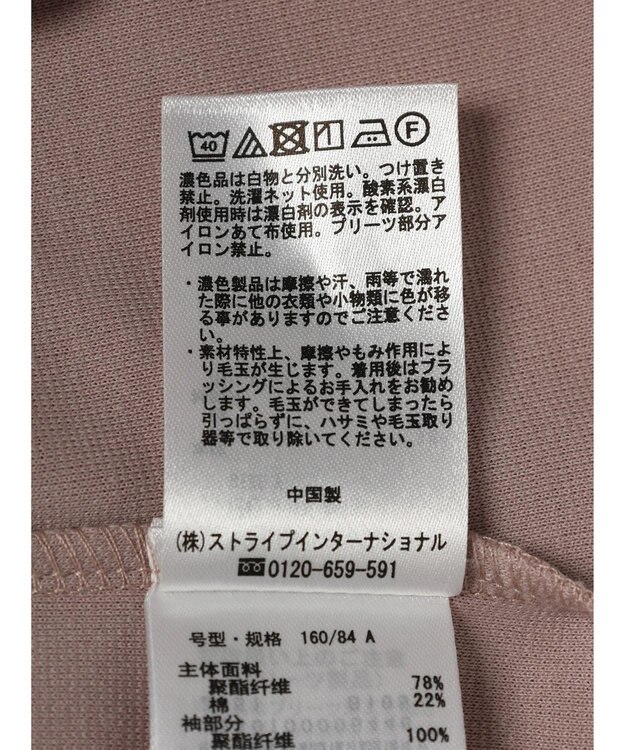 40 F
濃色品は白物と分別洗い。つけ置き
禁止。洗濯ネット使用。酸素系漂白
剤使用時は漂白剤の表示を確認。ア
イロンあて布使用。プリーツ部分ア
イロン禁止。
・濃色製品は摩擦や汗、雨等で濡れ
た際に他の衣類や小物類に色が移
る事がありますのでご注意くださ
い。
・素材特性上、摩擦やもみ作用によ
り毛玉が生じます。着用後はブラ
ッシングによるお手入れをお勧め
します。毛玉ができてしまったら
引っぱらずに、ハサミや毛玉取り
器等で取り除いてください。
中国製
(株)ストライプインターナショナル
0120-659-591
号型・规格 160/84 A
主体面料
聚酯纤维 78%
棉 22%
袖部分
聚酯纤维 100%